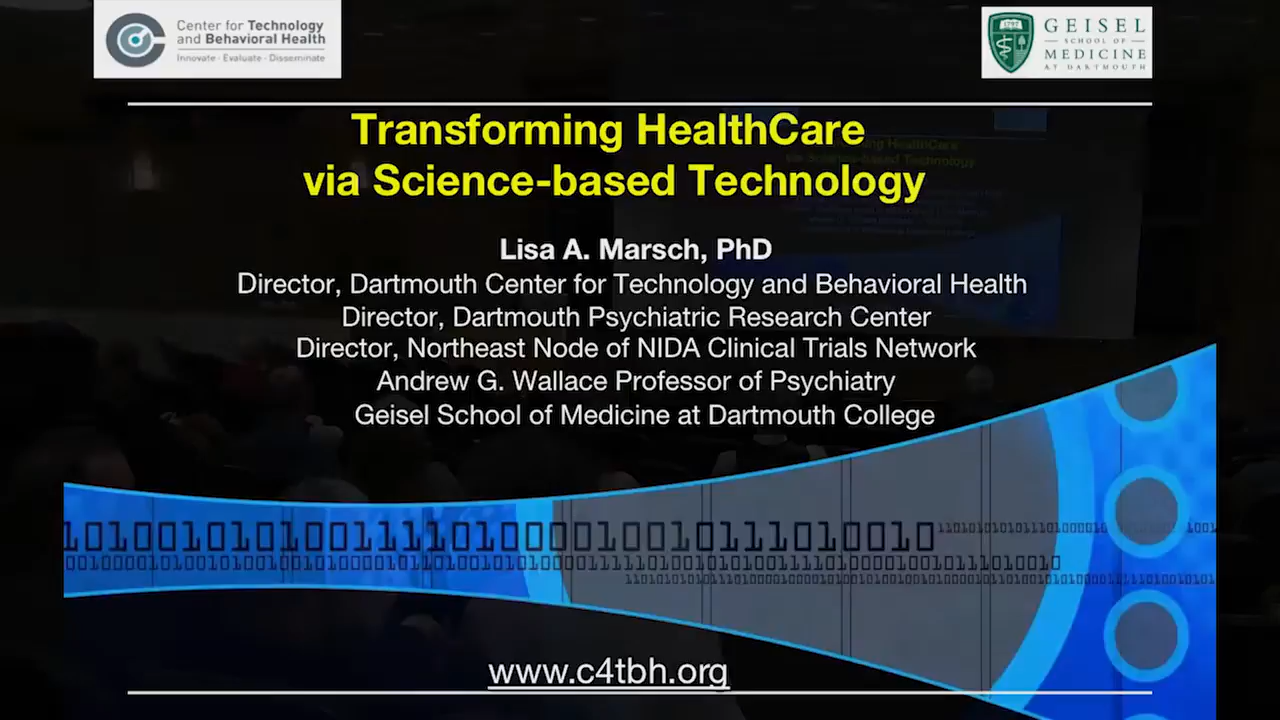 Center for Technology
and Behavioral Health
Innovate · Evaluate · Disseminate
1797
GEISEL
SCHOOL OF
MEDICINE
AT DARTMOUTH
Transforming HealthCare
via Science-based Technology
Lisa A. Marsch, PhD
Director, Dartmouth Center for Technology and Behavioral Health
Director, Dartmouth Psychiatric Research Center
Director, Northeast Node of NIDA Clinical Trials Network
Andrew G. Wallace Professor of Psychiatry
Geisel School of Medicine at Dartmouth College
www.c4tbh.org